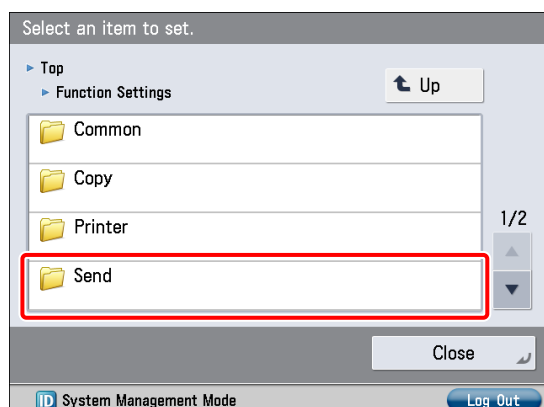 Select an item to set.
Top
Function Settings
Up
Common
Copy
Printer
1/2
Send
Close
ID System Management Mode
Log Out